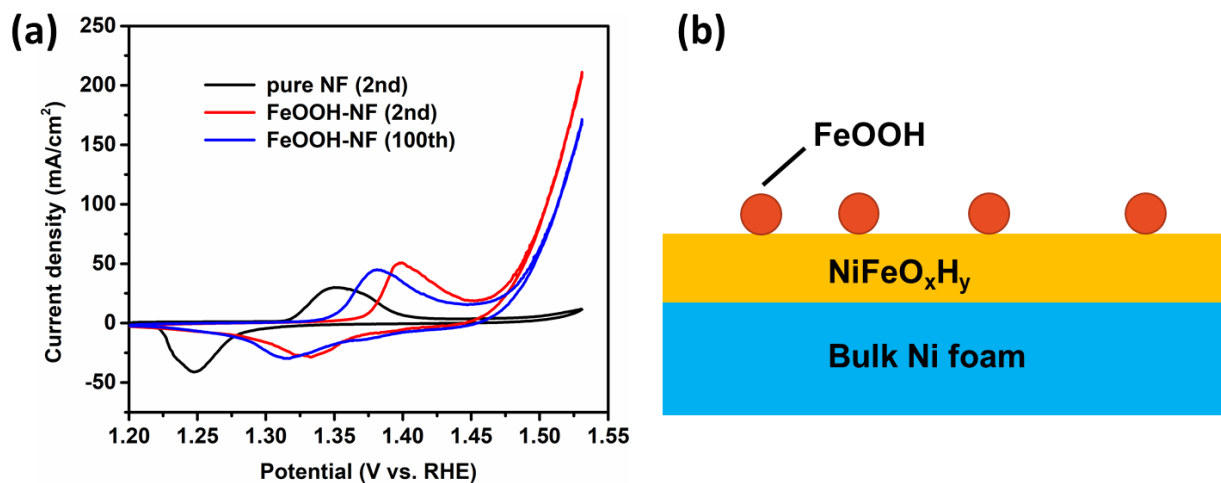 (a)
250
200
150
100
50
0
-50
Current density (mA/cm²)
pure NF (2nd)
FeOOH-NF (2nd)
FeOOH-NF (100th)
1.20 1.25 1.30 1.35 1.40 1.45 1.50 1.55
Potential (V vs. RHE)
(b)
FeOOH
NiFeOₓHᵧ
Bulk Ni foam